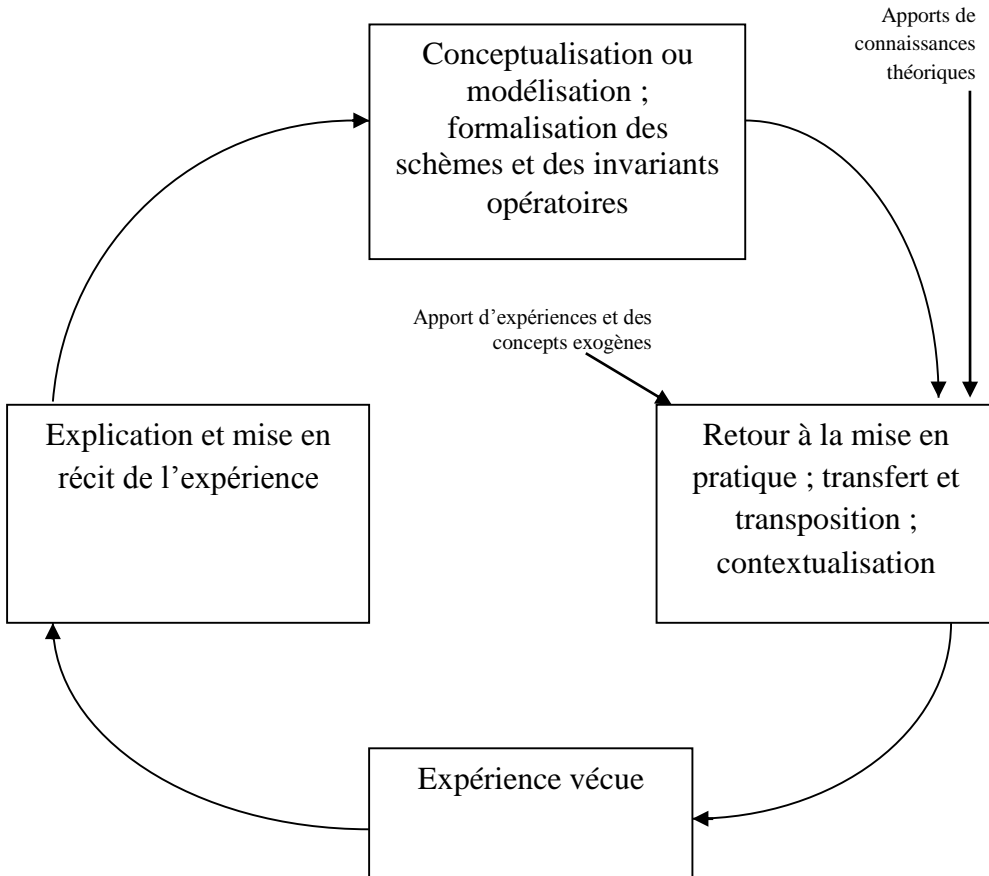 Apports de
connaissances
théoriques
Conceptualisation ou
modélisation ;
formalisation des
schèmes et des invariants
opératoires
Apport d’expériences et des
concepts exogènes
Explication et mise en
récit de l’expérience
Retour à la mise en
pratique ; transfert et
transposition ;
contextualisation
Expérience vécue